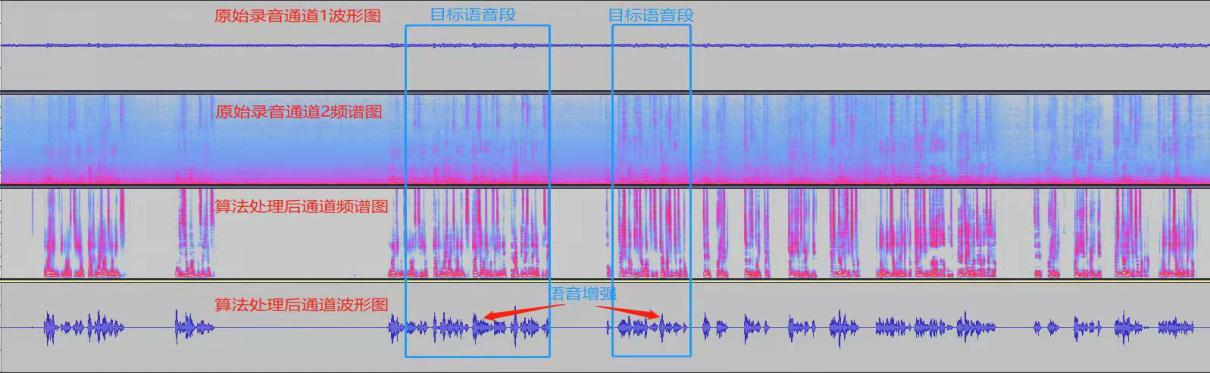 原始录音通道1波形图
目标语音段
目标语音段
原始录音通道2频谱图
算法处理后通道频谱图
算法处理后通道波形图
语音增强